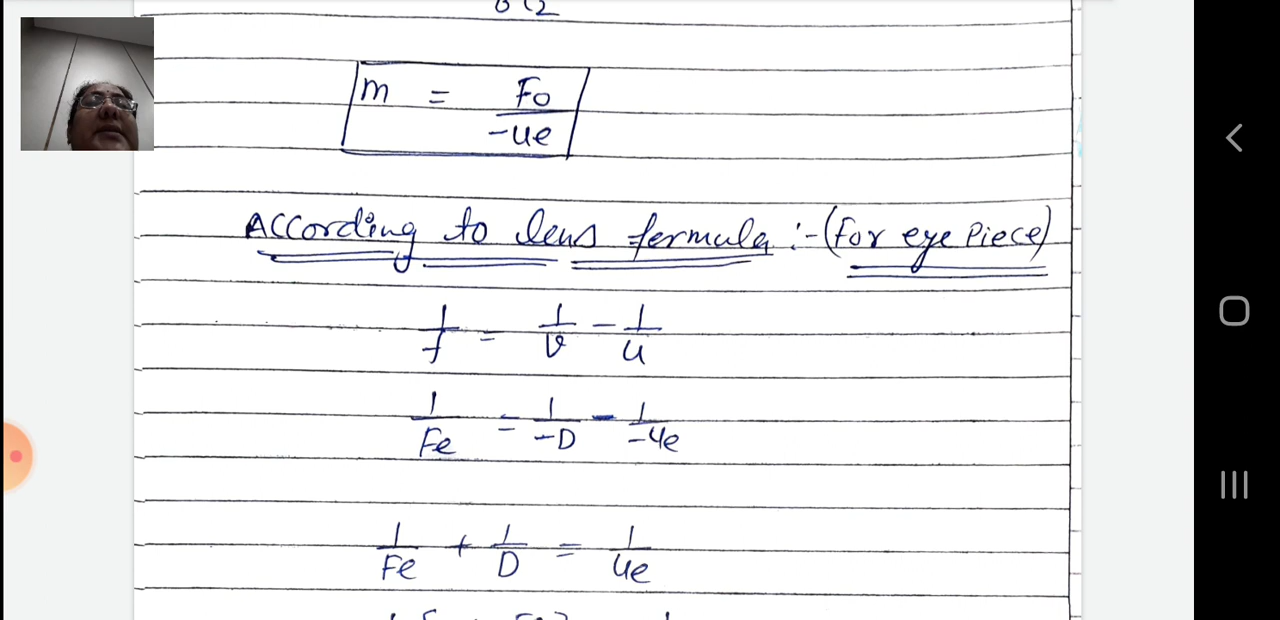 m = Fo / -ue
According to lens formula :- (for eye Piece)
1/f = 1/v - 1/u
1/Fe = 1/-D - 1/-ue
1/Fe + 1/D = 1/ue